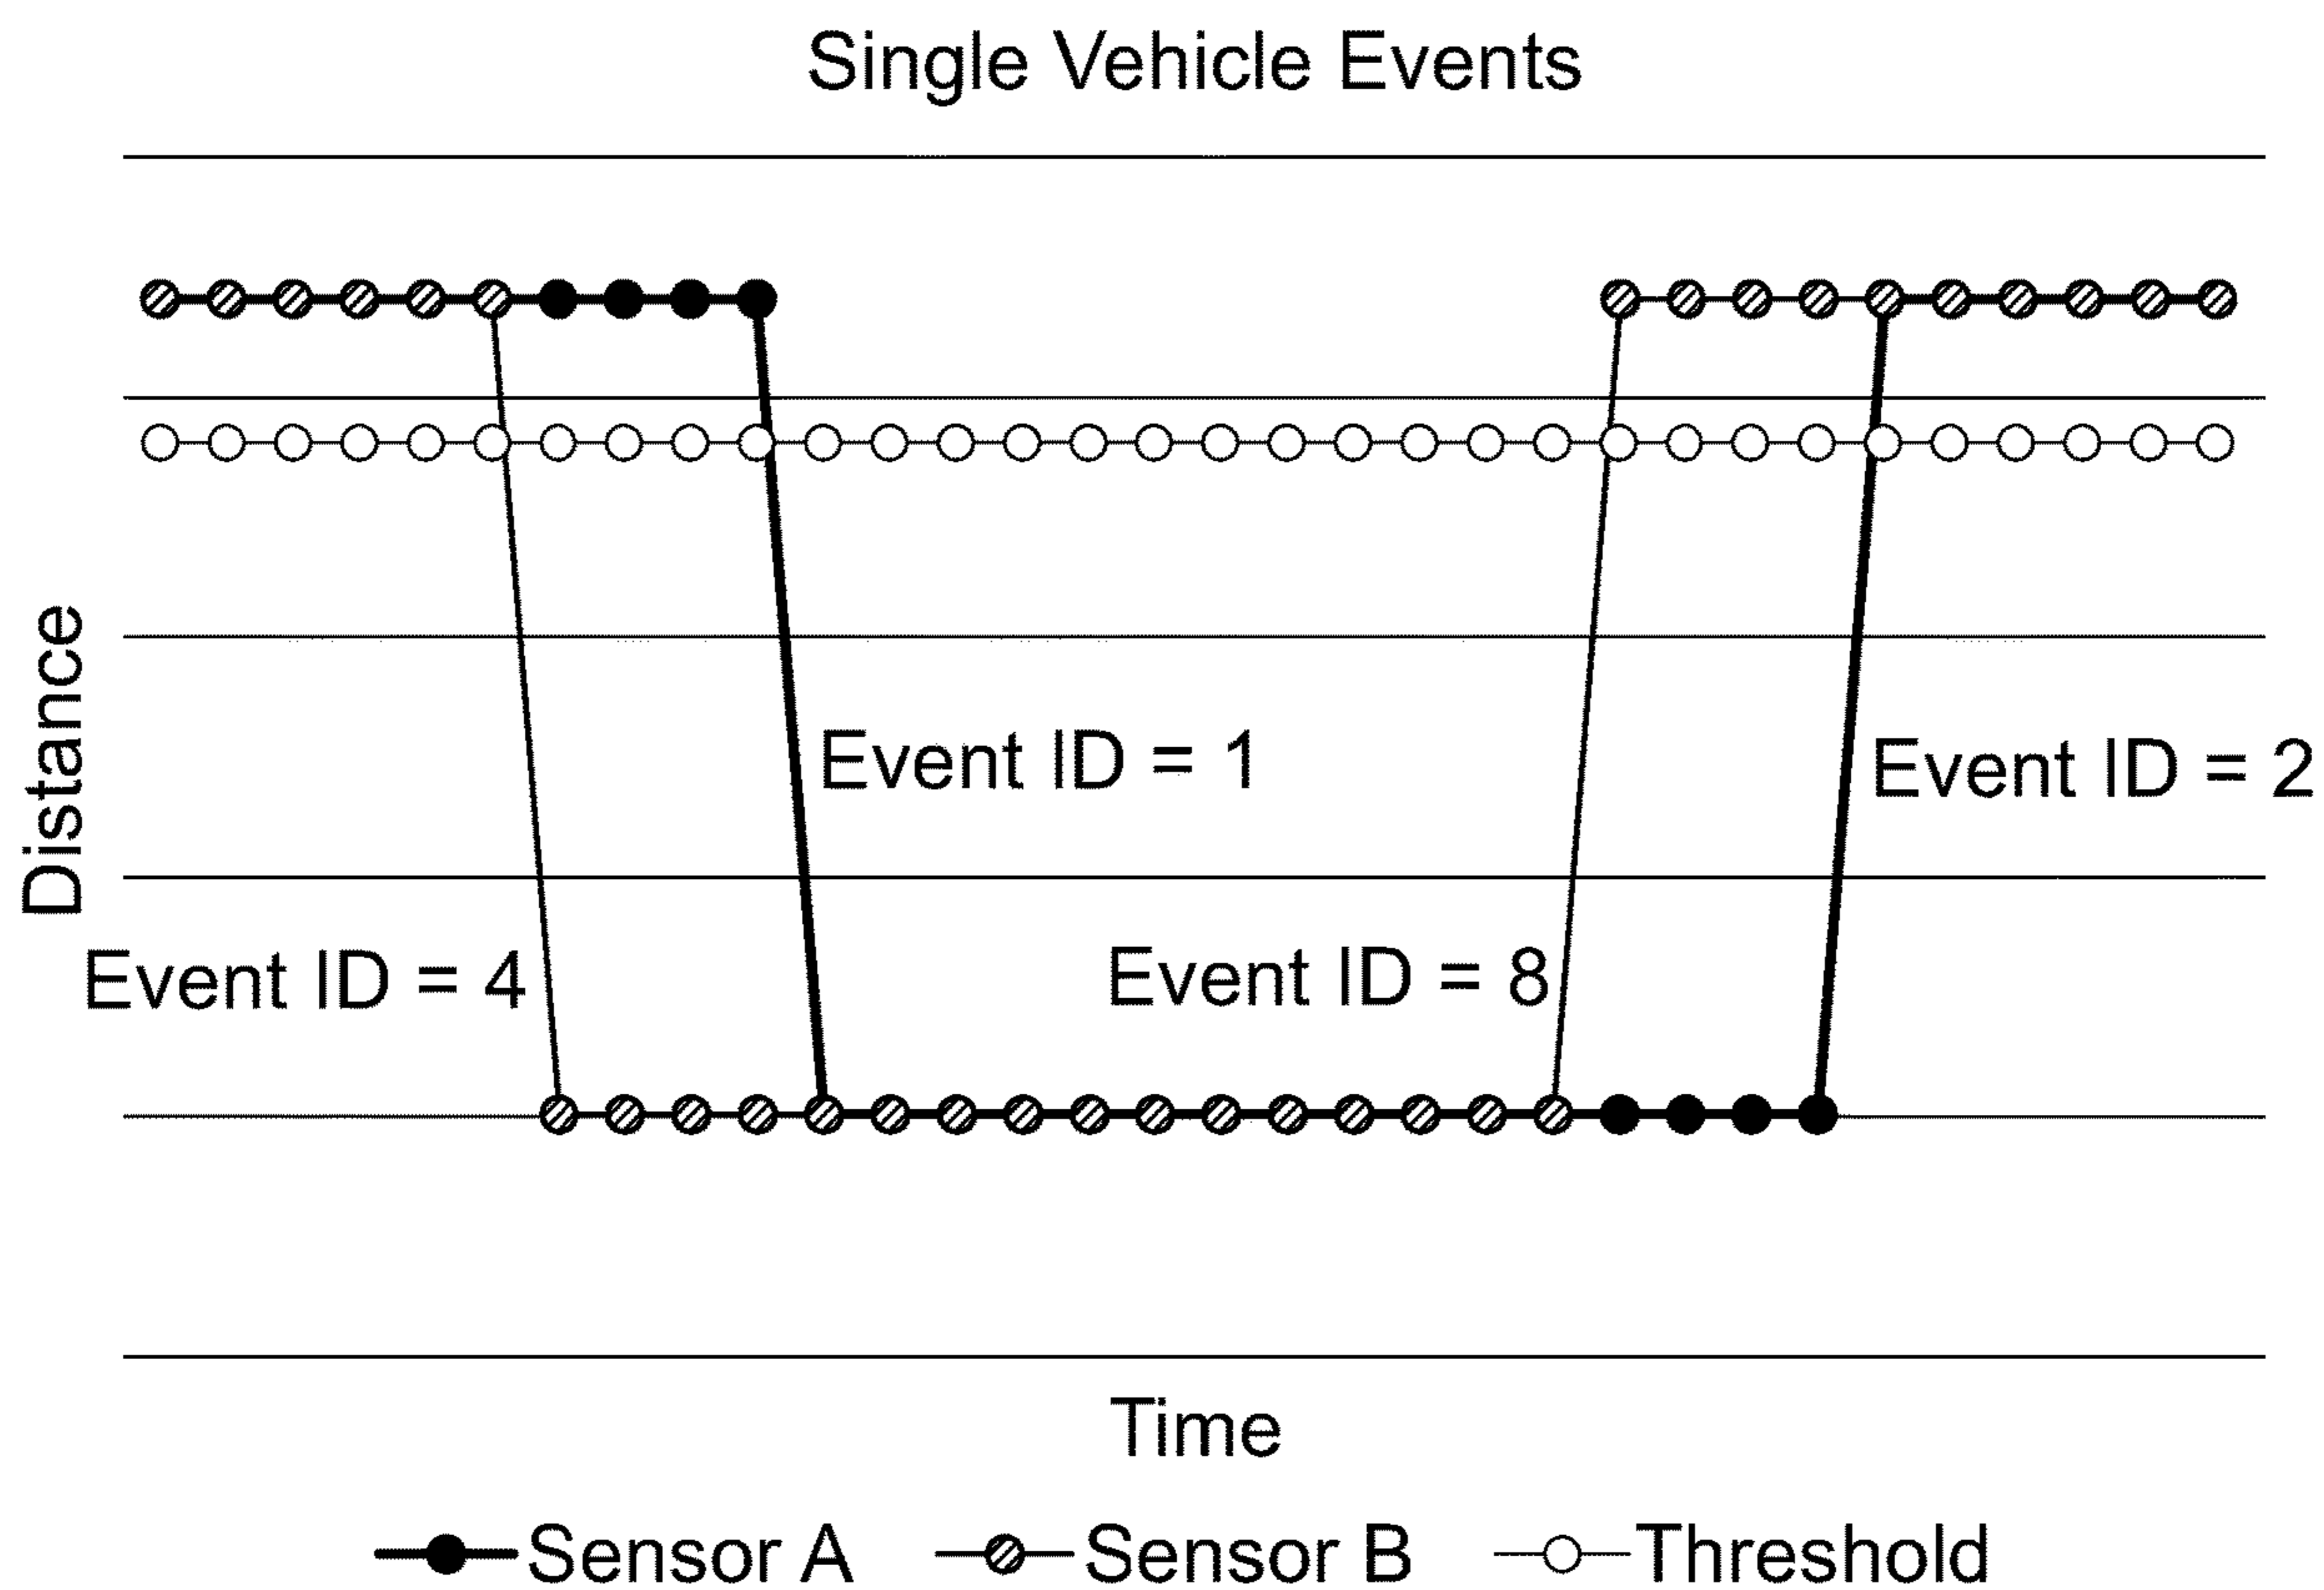 Single Vehicle Events
Distance
Event ID = 1
Event ID = 2
Event ID = 4
Event ID = 8
Time
Sensor A
Sensor B
Threshold